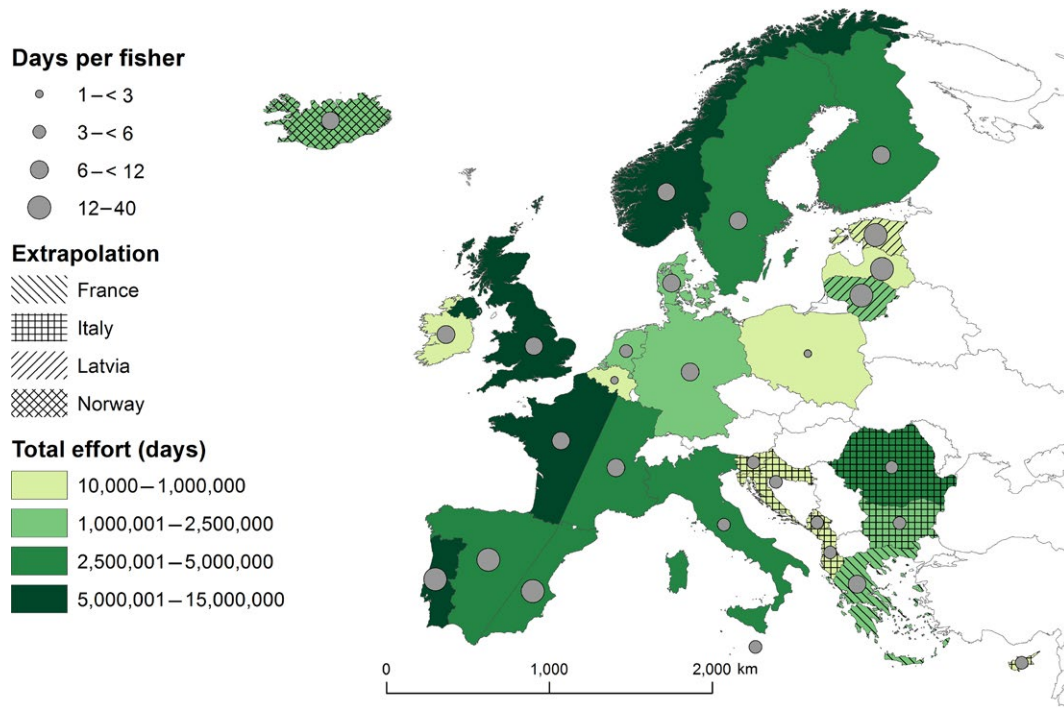 Days per fisher
1–< 3
3–< 6
6–< 12
12–40
Extrapolation
France
Italy
Latvia
Norway
Total effort (days)
10,000–1,000,000
1,000,001–2,500,000
2,500,001–5,000,000
5,000,001–15,000,000
0 1,000 2,000 km